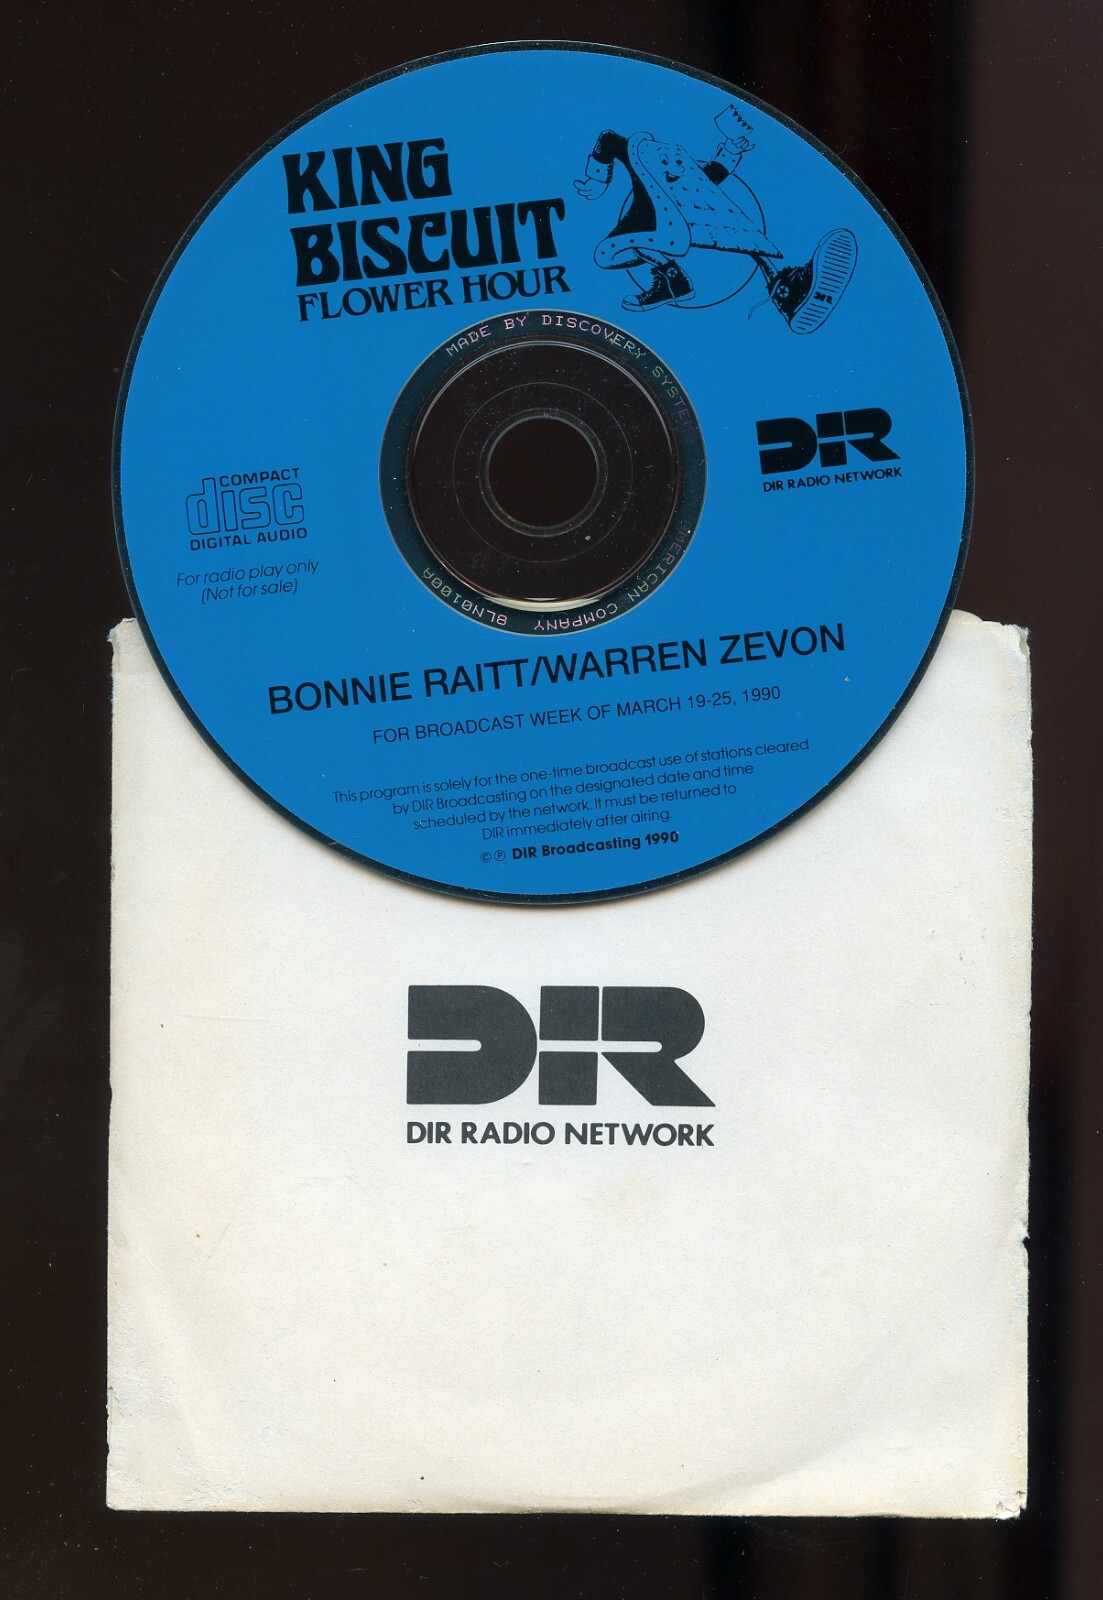 KING
BISCUIT
FLOWER HOUR
MADE BY DISCOVERY SYSTEMS
AMERICAN COMPANY 8LN0100A
DIR
DIR RADIO NETWORK
COMPACT
disc
DIGITAL AUDIO
For radio play only
(Not for sale)
BONNIE RAITT/WARREN ZEVON
FOR BROADCAST WEEK OF MARCH 19-25, 1990
This program is solely for the one-time broadcast use of stations cleared
by DIR Broadcasting on the designated date and time
scheduled by the network. It must be returned to
DIR immediately after airing.
©℗ DIR Broadcasting 1990
DIR
DIR RADIO NETWORK